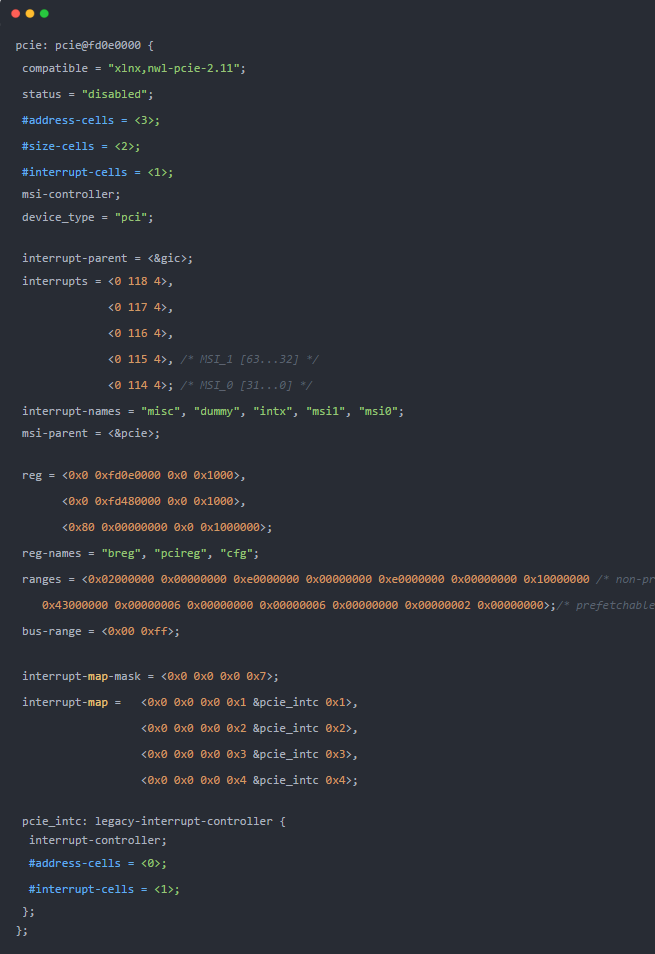 pcie: pcie@fd0e0000 {
compatible = "xlnx,nwl-pcie-2.11";
status = "disabled";
#address-cells = <3>;
#size-cells = <2>;
#interrupt-cells = <1>;
msi-controller;
device_type = "pci";
interrupt-parent = <&gic>;
interrupts = <0 118 4>,
<0 117 4>,
<0 116 4>,
<0 115 4>, /* MSI_1 [63...32] */
<0 114 4>; /* MSI_0 [31...0] */
interrupt-names = "misc", "dummy", "intx", "msi1", "msi0";
msi-parent = <&pcie>;
reg = <0x0 0xfd0e0000 0x0 0x1000>,
<0x0 0xfd480000 0x0 0x1000>,
<0x80 0x00000000 0x0 0x1000000>;
reg-names = "breg", "pcireg", "cfg";
ranges = <0x02000000 0x00000000 0xe0000000 0x00000000 0xe0000000 0x00000000 0x10000000 /* non-pr
0x43000000 0x00000006 0x00000000 0x00000006 0x00000000 0x00000002 0x00000000>;/* prefetchable
bus-range = <0x00 0xff>;
interrupt-map-mask = <0x0 0x0 0x0 0x7>;
interrupt-map = <0x0 0x0 0x0 0x1 &pcie_intc 0x1>,
<0x0 0x0 0x0 0x2 &pcie_intc 0x2>,
<0x0 0x0 0x0 0x3 &pcie_intc 0x3>,
<0x0 0x0 0x0 0x4 &pcie_intc 0x4>;
pcie_intc: legacy-interrupt-controller {
interrupt-controller;
#address-cells = <0>;
#interrupt-cells = <1>;
};
};